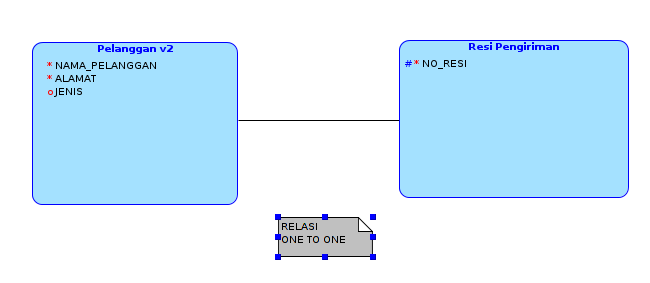 Pelanggan v2
* NAMA_PELANGGAN
* ALAMAT
o JENIS
Resi Pengiriman
# * NO_RESI
RELASI
ONE TO ONE